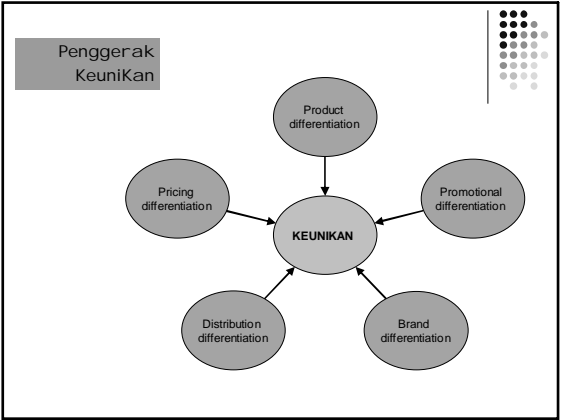 Penggerak
KeuniKan
Product
differentiation
Pricing
differentiation
Promotional
differentiation
KEUNIKAN
Distribution
differentiation
Brand
differentiation